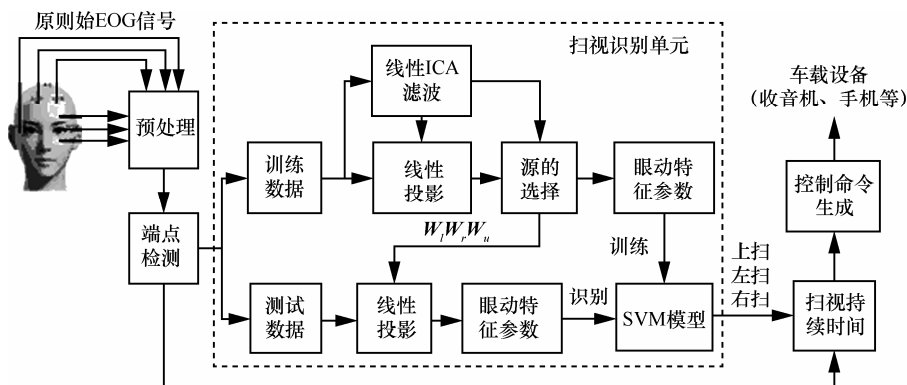 原则始EOG信号
扫视识别单元
线性ICA
滤波
车载设备
(收音机、手机等)
预处理
训练
数据
线性
投影
源的
选择
眼动特
征参数
控制命令
生成
端点
检测
WlWrWu
训练
上扫
左扫
右扫
测试
数据
线性
投影
眼动特
征参数
识别
SVM模型
扫视持
续时间